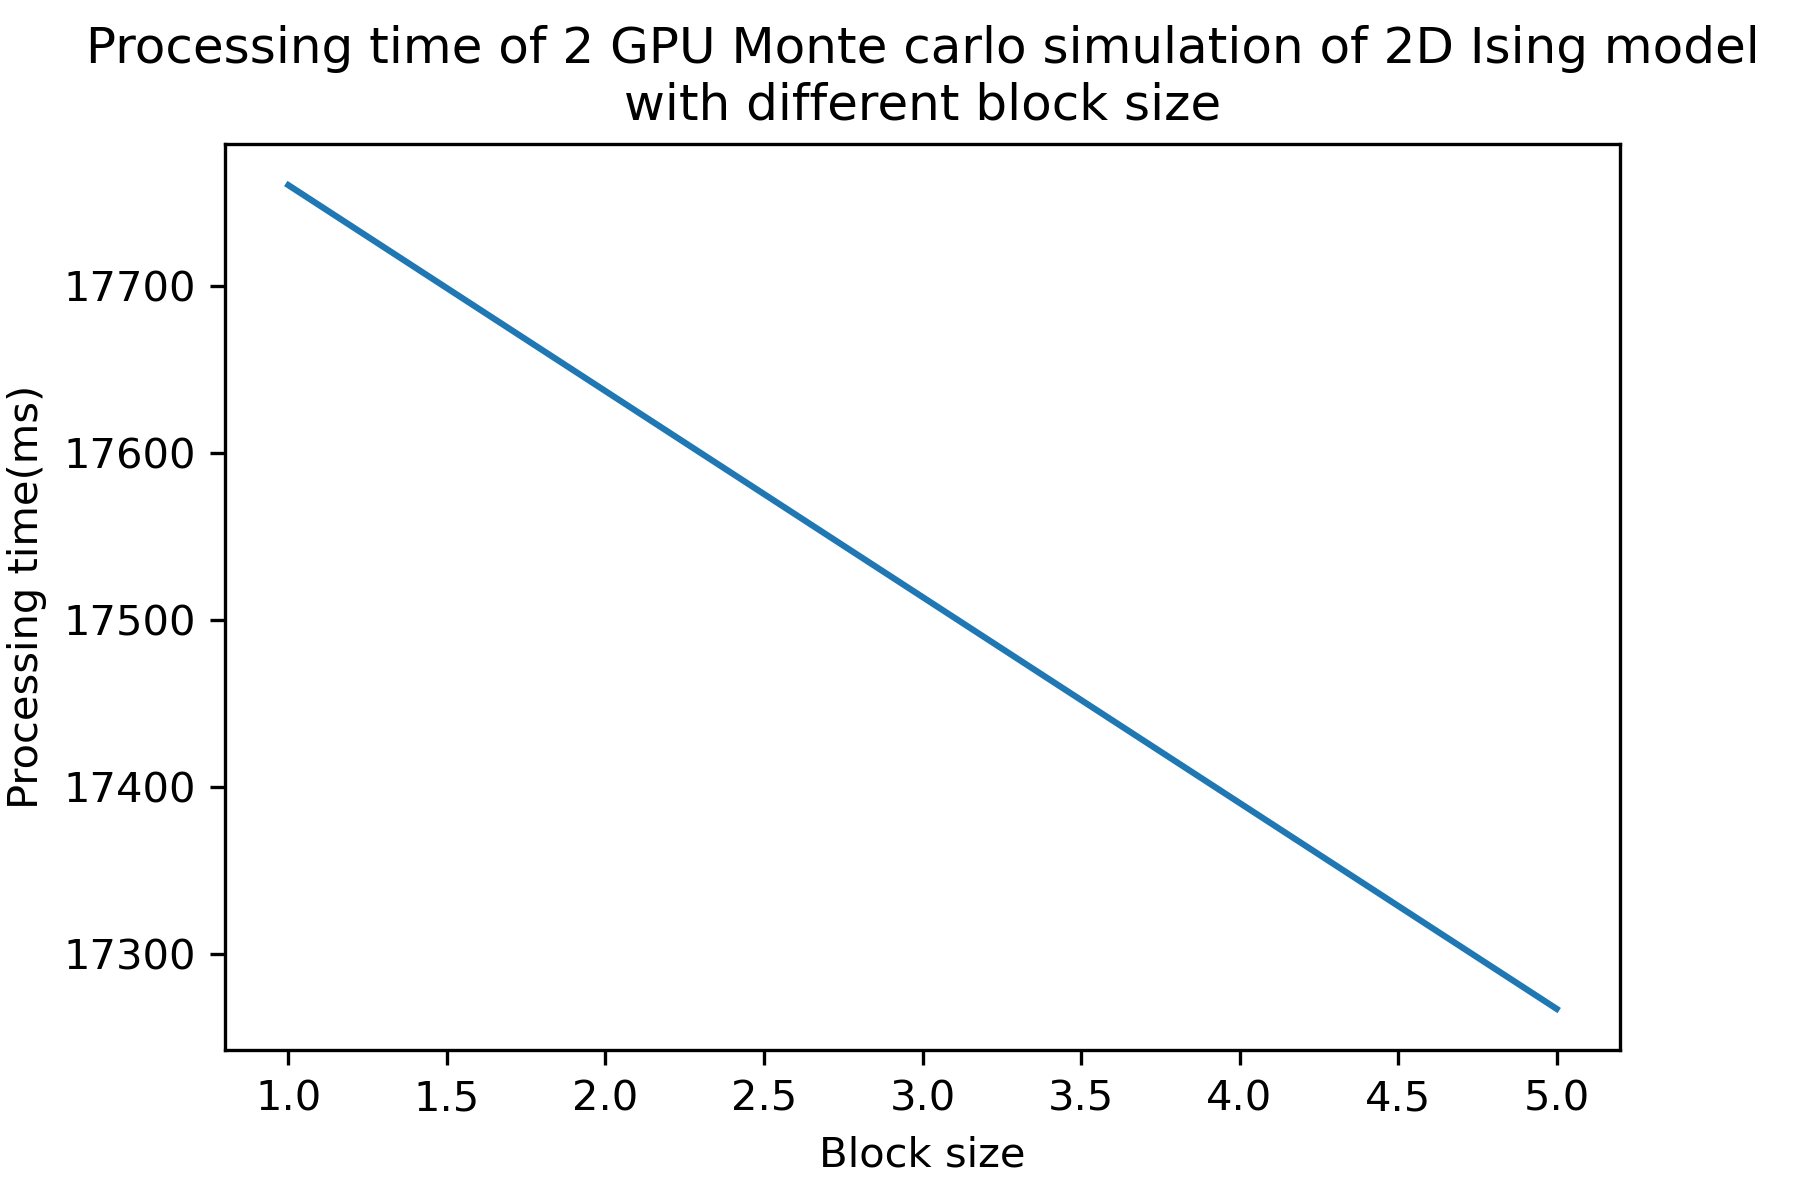 Processing time of 2 GPU Monte carlo simulation of 2D Ising model
with different block size
Processing time(ms)
17700
17600
17500
17400
17300
1.0 1.5 2.0 2.5 3.0 3.5 4.0 4.5 5.0
Block size